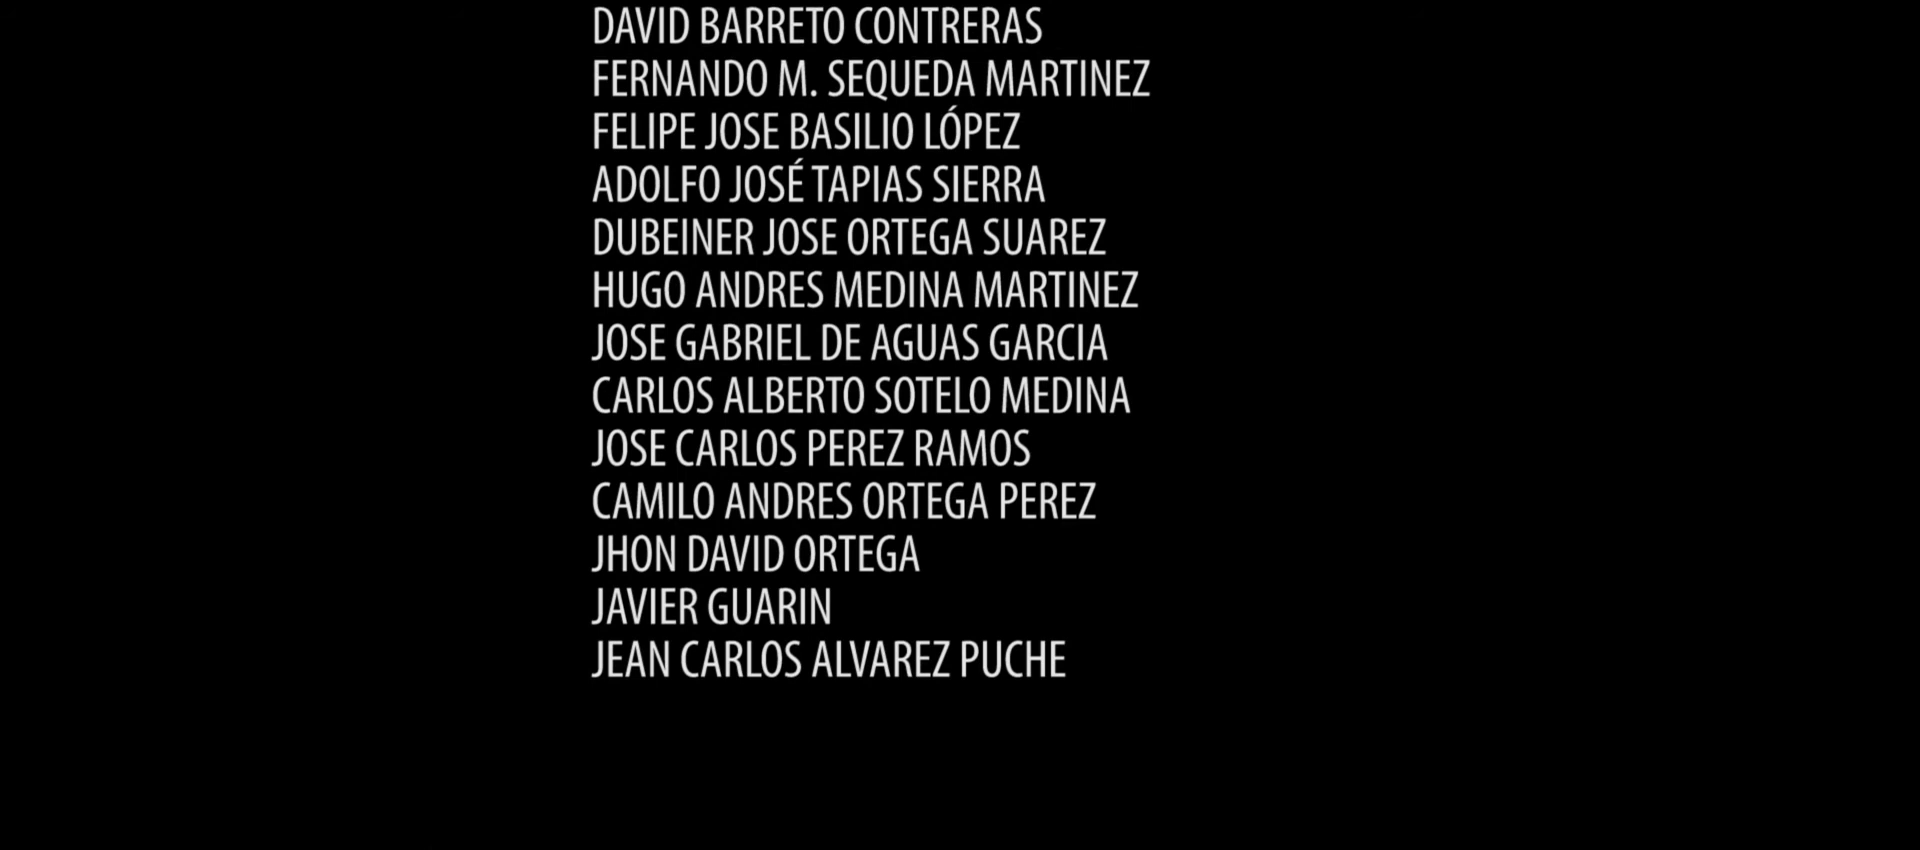 DAVID BARRETO CONTRERAS
FERNANDO M. SEQUEDA MARTINEZ
FELIPE JOSE BASILIO LÓPEZ
ADOLFO JOSÉ TAPIAS SIERRA
DUBEINER JOSE ORTEGA SUAREZ
HUGO ANDRES MEDINA MARTINEZ
JOSE GABRIEL DE AGUAS GARCIA
CARLOS ALBERTO SOTELO MEDINA
JOSE CARLOS PEREZ RAMOS
CAMILO ANDRES ORTEGA PEREZ
JHON DAVID ORTEGA
JAVIER GUARIN
JEAN CARLOS ALVAREZ PUCHE